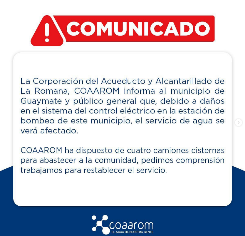 COMUNICADO
La Corporación del Acueducto y Alcantarillado de
La Romana, COAAROM informa al municipio de
Guaymate y público general que, debido a daños
en el sistema del control eléctrico en la estación de
bombeo de este municipio, el servicio de agua se
verá afectado.
COAAROM ha dispuesto de cuatro camiones cisternas
para abastecer a la comunidad, pedimos comprensión
trabajamos para restablecer el servicio.
coaarom